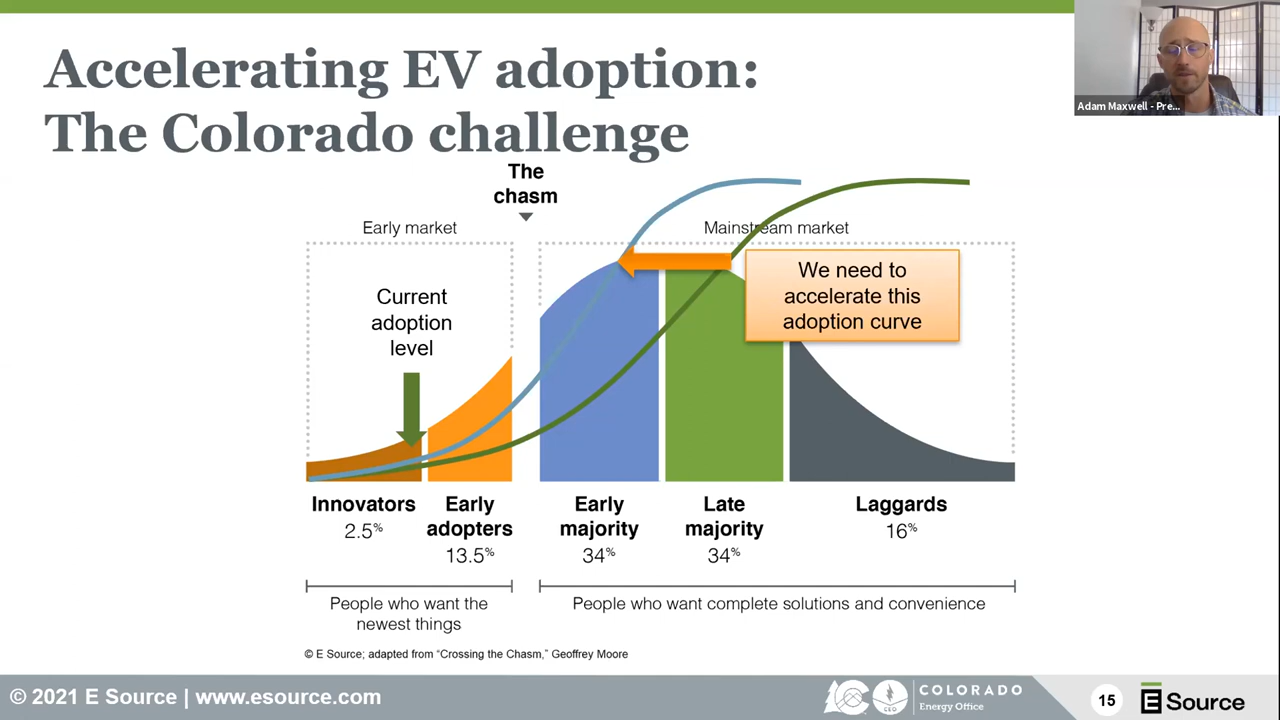 Accelerating EV adoption:
The Colorado challenge
Adam Maxwell - Pre...
The
chasm
Early market
Mainstream market
Current
adoption
level
We need to
accelerate this
adoption curve
Innovators
2.5%
Early
adopters
13.5%
Early
majority
34%
Late
majority
34%
Laggards
16%
People who want the
newest things
People who want complete solutions and convenience
© E Source; adapted from “Crossing the Chasm,” Geoffrey Moore
© 2021 E Source | www.esource.com
CEO
COLORADO
Energy Office
15
E Source